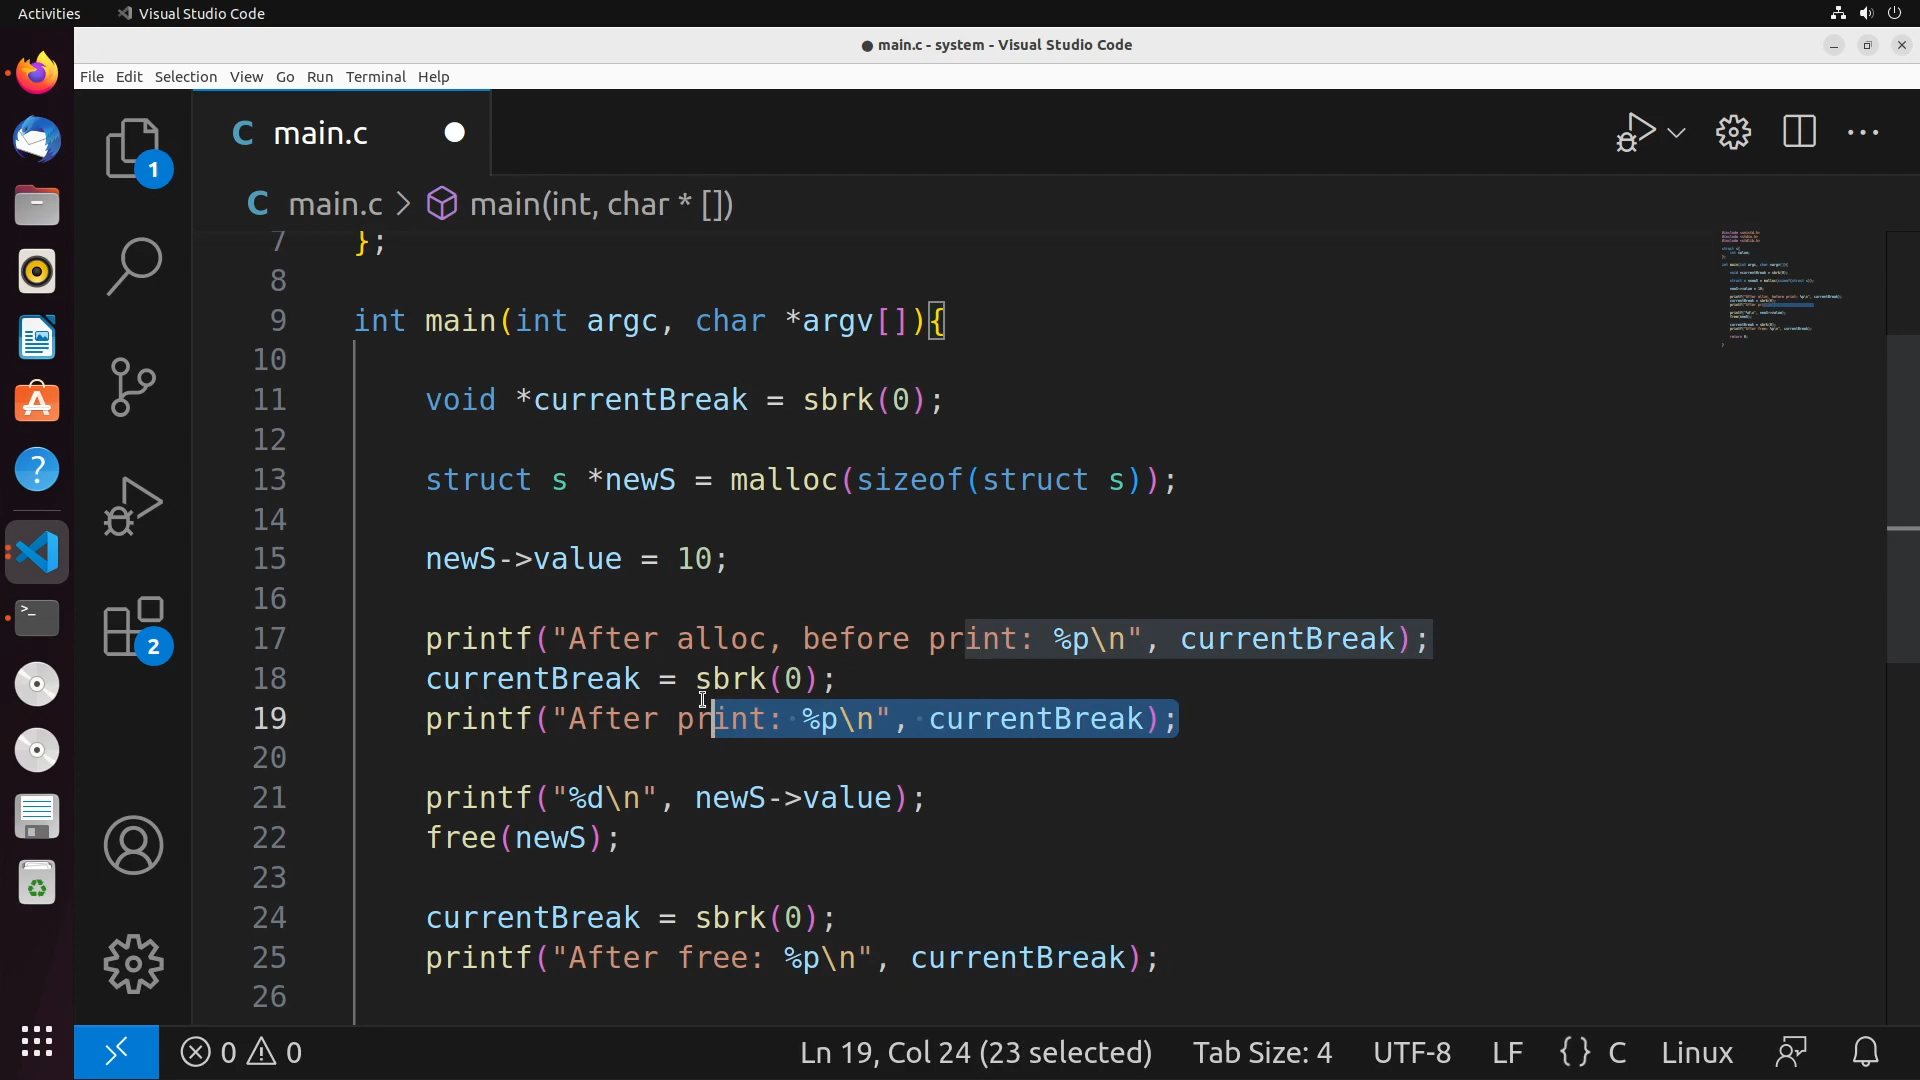 Activities Visual Studio Code
main.c - system - Visual Studio Code
File Edit Selection View Go Run Terminal Help
C main.c
1
C main.c > main(int, char * [])
7 };
8
9 int main(int argc, char *argv[]){
10
11 void *currentBreak = sbrk(0);
12
13 struct s *newS = malloc(sizeof(struct s));
14
15 newS->value = 10;
16
17 printf("After alloc, before print: %p\n", currentBreak);
18 currentBreak = sbrk(0);
19 printf("After print: %p\n", currentBreak);
20
21 printf("%d\n", newS->value);
22 free(newS);
23
24 currentBreak = sbrk(0);
25 printf("After free: %p\n", currentBreak);
26
2
0 0 Ln 19, Col 24 (23 selected) Tab Size: 4 UTF-8 LF {} C Linux